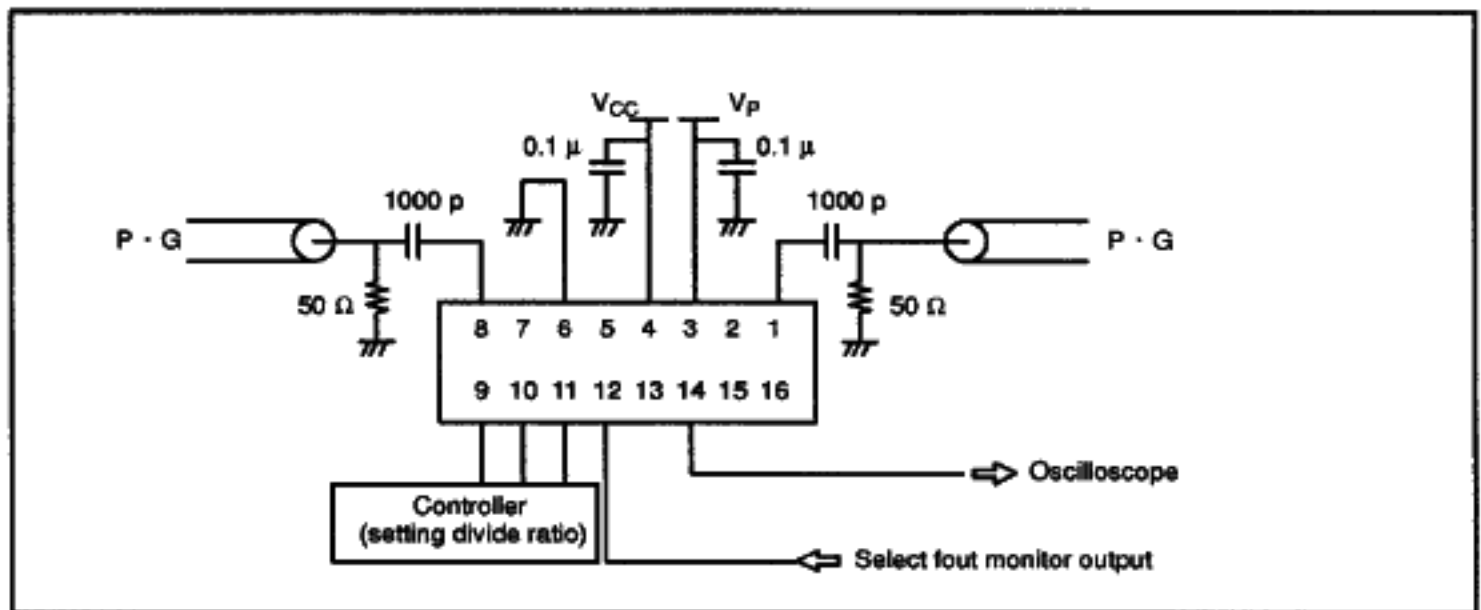 VCC VP
0.1 μ 0.1 μ
1000 p 1000 p
P · G P · G
50 Ω 50 Ω
8 7 6 5 4 3 2 1
9 10 11 12 13 14 15 16
Oscilloscope
Controller
(setting divide ratio)
Select fout monitor output